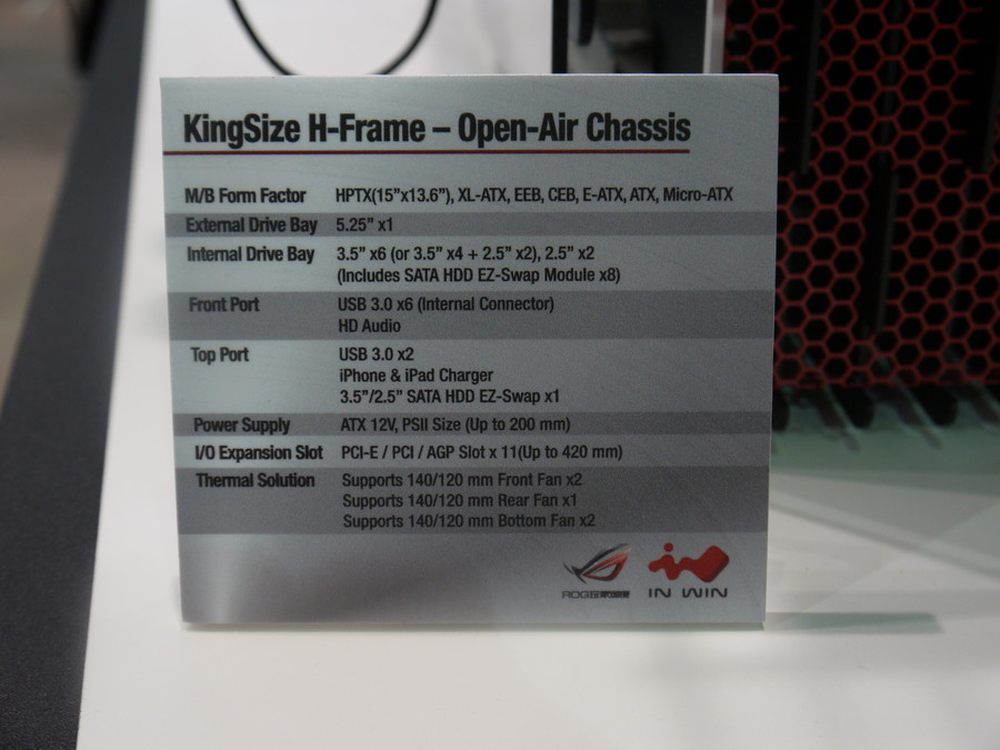 KingSize H-Frame – Open-Air Chassis
M/B Form Factor HPTX(15”x13.6”), XL-ATX, EEB, CEB, E-ATX, ATX, Micro-ATX
External Drive Bay 5.25” x1
Internal Drive Bay 3.5” x6 (or 3.5” x4 + 2.5” x2), 2.5” x2
(Includes SATA HDD EZ-Swap Module x8)
Front Port USB 3.0 x6 (Internal Connector)
HD Audio
Top Port USB 3.0 x2
iPhone & iPad Charger
3.5”/2.5” SATA HDD EZ-Swap x1
Power Supply ATX 12V, PSII Size (Up to 200 mm)
I/O Expansion Slot PCI-E / PCI / AGP Slot x 11(Up to 420 mm)
Thermal Solution Supports 140/120 mm Front Fan x2
Supports 140/120 mm Rear Fan x1
Supports 140/120 mm Bottom Fan x2
ROG
IN WIN